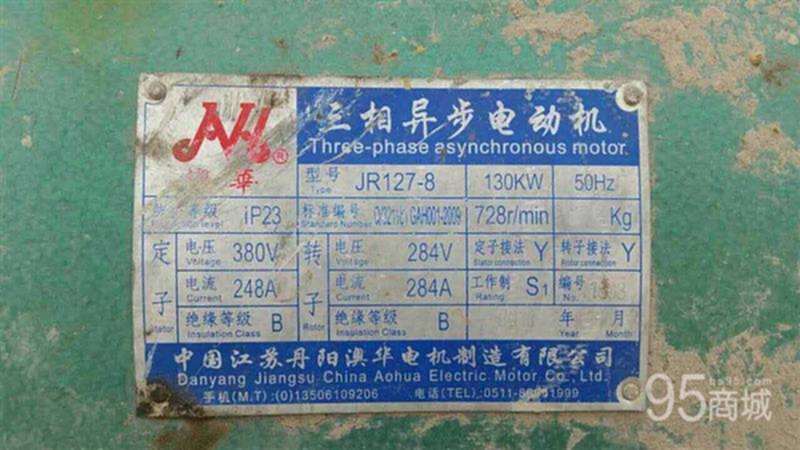 三相异步电动机
Three-phase asynchronous motor
华 ®
型号 Type JR127-8 130KW 50Hz
等级 IP23 标准编号 Standard Number GAH001-2009 728r/min Kg
定子 电压 Voltage 380V 转子 电压 Voltage 284V 定子接法 Stator connection Y 转子接法 Rotor connection Y
电流 Current 248A 电流 Current 284A 工作制 Rating S1 编号 No.
绝缘等级 Insulation Class B Rotor 绝缘等级 Insulation Class B 年 Year 月 Month
中国江苏丹阳澳华电机制造有限公司
Danyang Jiangsu China Aohua Electric Motor Co., Ltd.
手机(M.T):(0)13506109206 电话(TEL):0511-
95商城